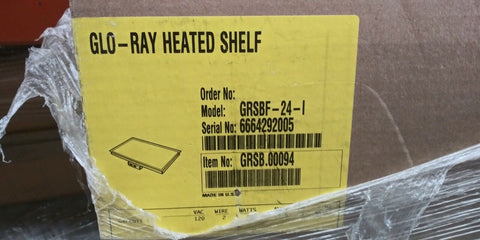 GLO-RAY HEATED SHELF
Order No:
Model: GRSBF-24-I
Serial No: 6664292005
Item No: GRSB.00094
MADE IN U.S.A
VAC WIRE WATTS
120 2